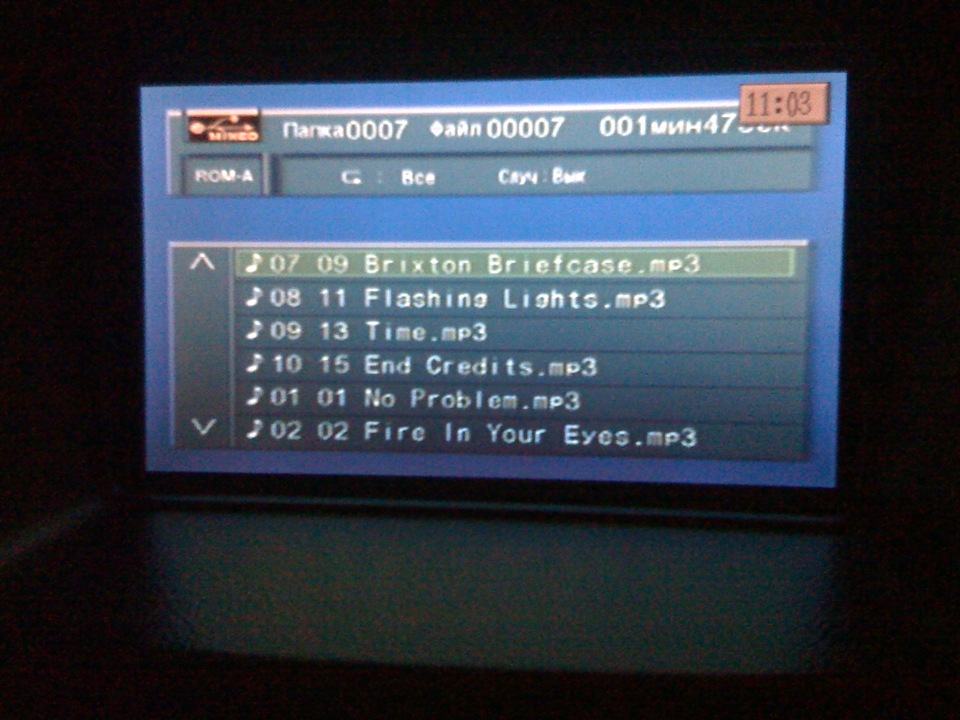 11:03
MIXED Папка0007 Файл00007 001мин47
ROM-A : Все Случ:Вык
07 09 Brixton Briefcase.mp3
08 11 Flashing Lights.mp3
09 13 Time.mp3
10 15 End Credits.mp3
01 01 No Problem.mp3
02 02 Fire In Your Eyes.mp3